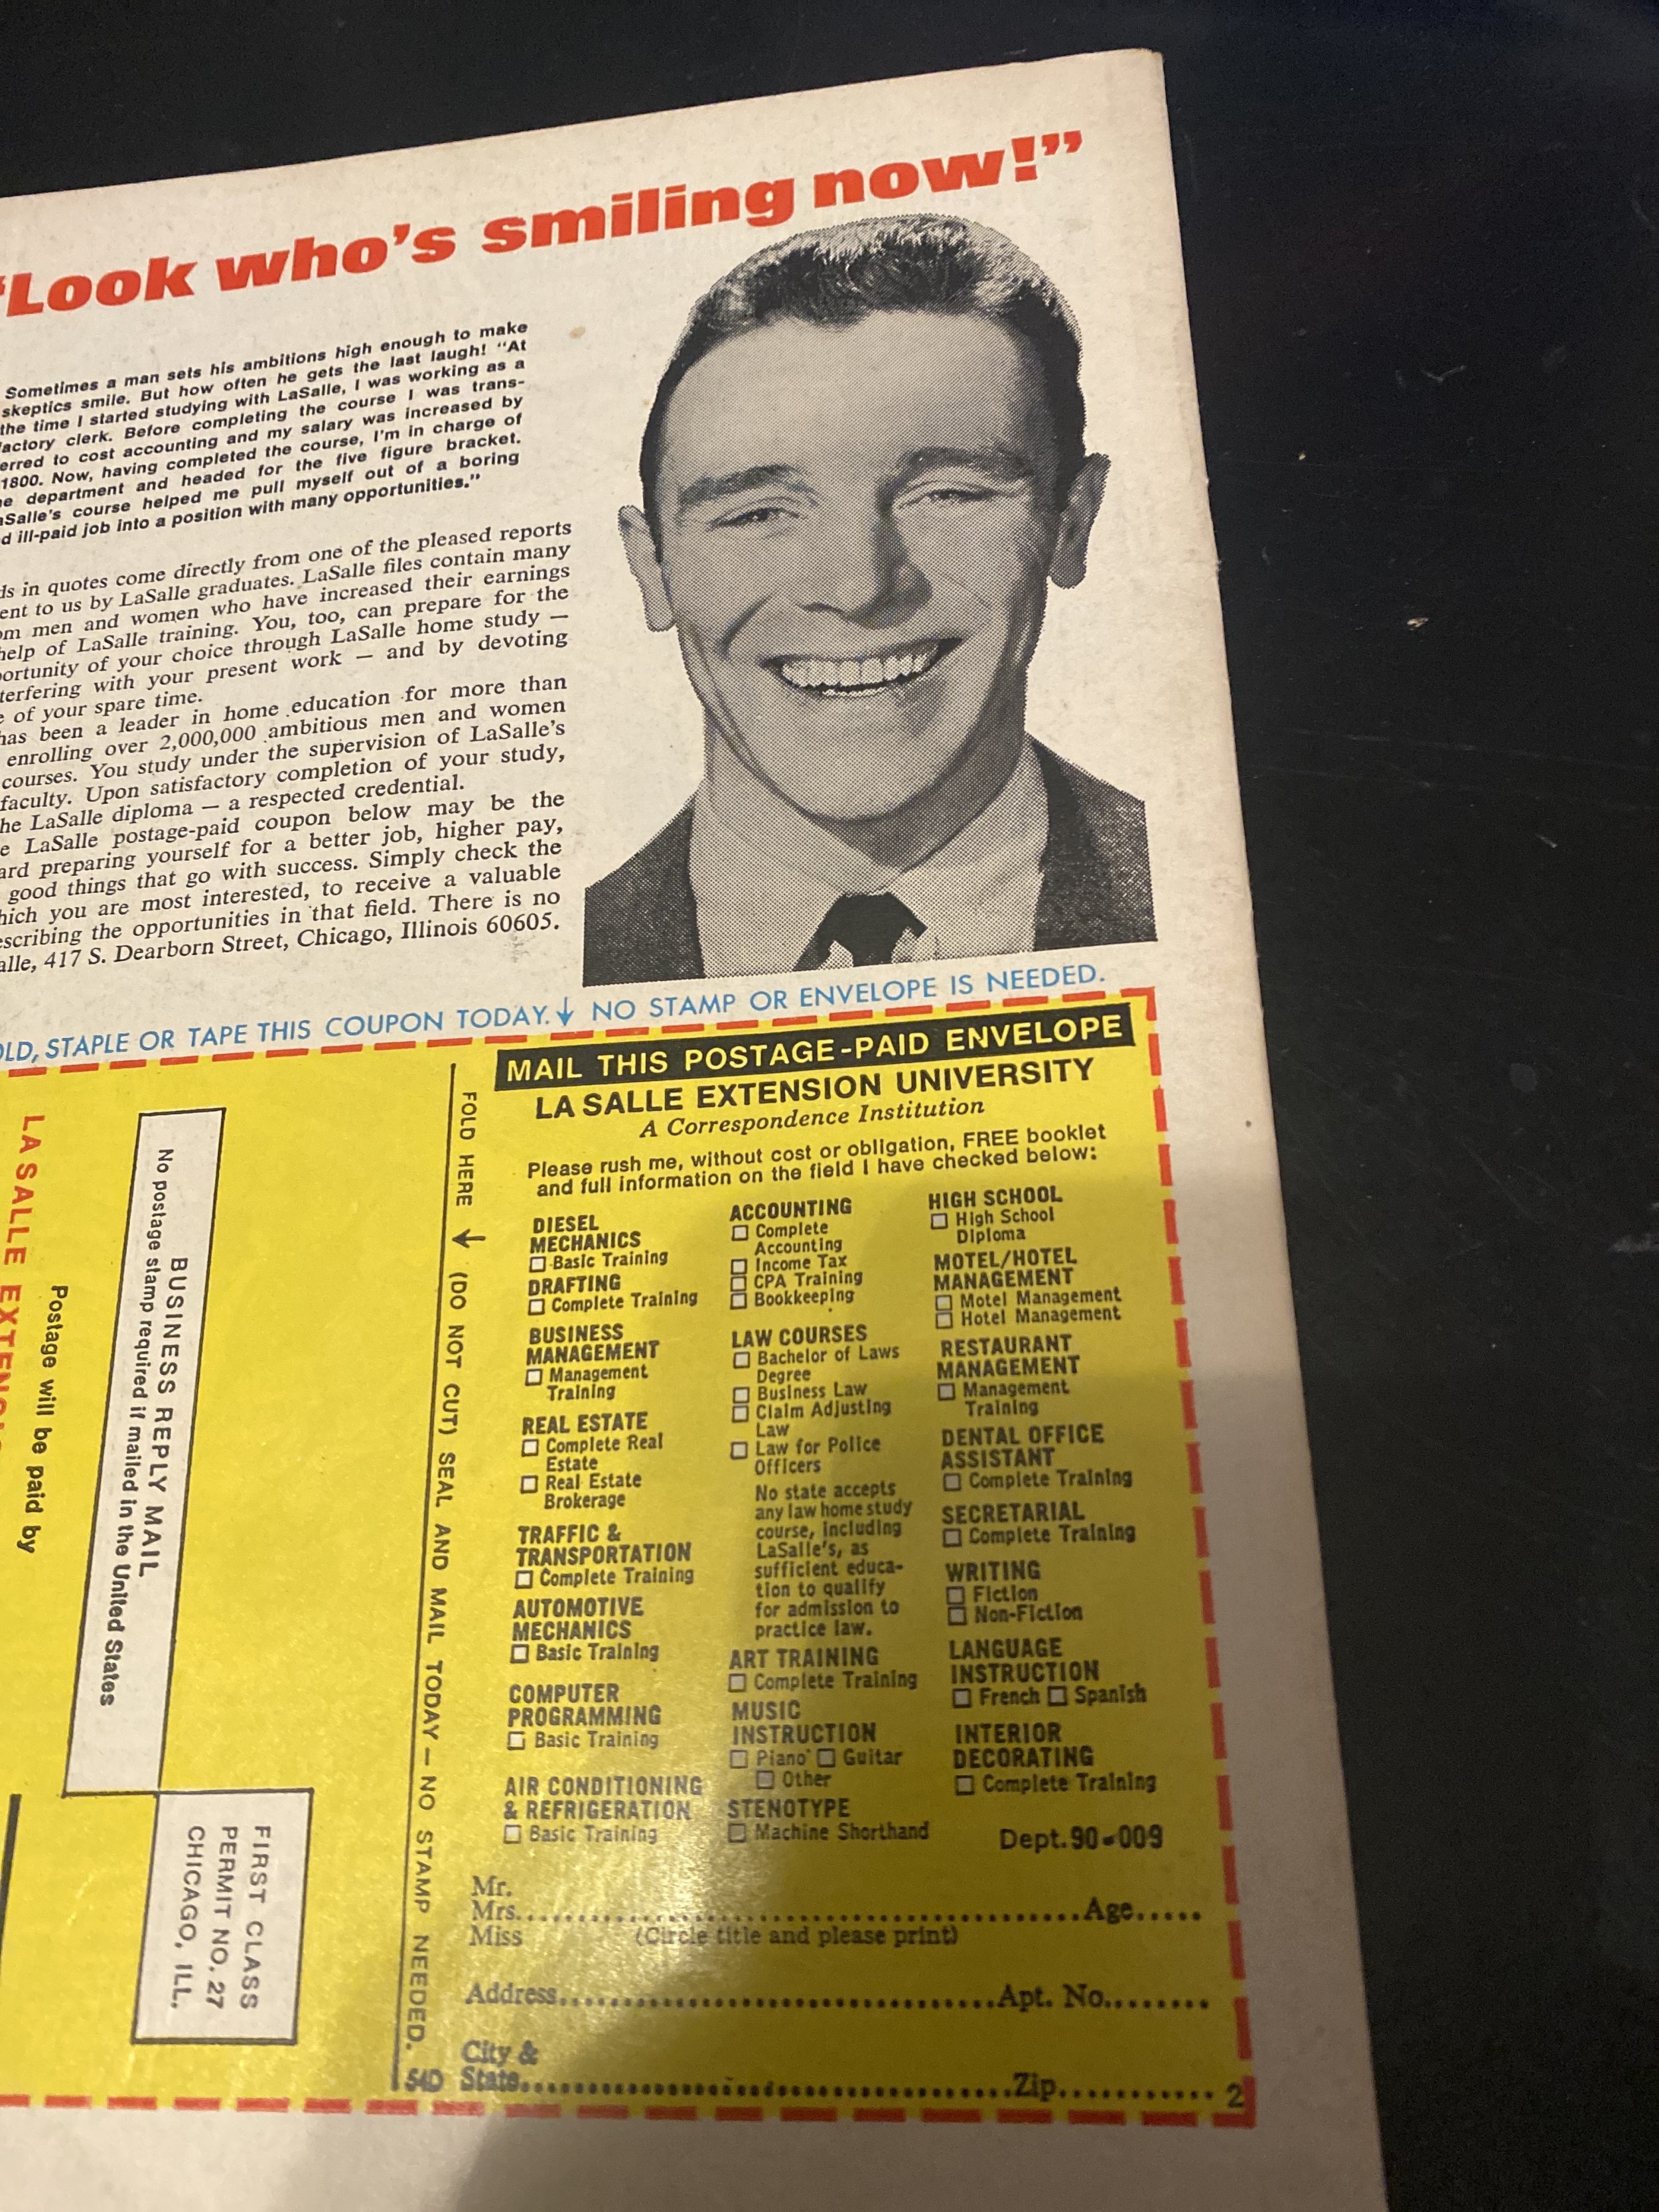 “Look who’s smiling now!”
Sometimes a man sets his ambitions high enough to make
skeptics smile. But how often he gets the last laugh! “At
the time I started studying with LaSalle, I was working as a
factory clerk. Before completing the course I was trans-
erred to cost accounting and my salary was increased by
1800. Now, having completed the course, I’m in charge of
e department and headed for the five figure bracket.
aSalle’s course helped me pull myself out of a boring
d ill-paid job into a position with many opportunities.”
ds in quotes come directly from one of the pleased reports
ent to us by LaSalle graduates. LaSalle files contain many
om men and women who have increased their earnings
help of LaSalle training. You, too, can prepare for the
portunity of your choice through LaSalle home study —
terfering with your present work — and by devoting
e of your spare time.
has been a leader in home education for more than
enrolling over 2,000,000 ambitious men and women
courses. You study under the supervision of LaSalle’s
faculty. Upon satisfactory completion of your study,
he LaSalle diploma — a respected credential.
e LaSalle postage-paid coupon below may be the
ard preparing yourself for a better job, higher pay,
good things that go with success. Simply check the
hich you are most interested, to receive a valuable
escribing the opportunities in that field. There is no
alle, 417 S. Dearborn Street, Chicago, Illinois 60605.
OLD, STAPLE OR TAPE THIS COUPON TODAY. ↓ NO STAMP OR ENVELOPE IS NEEDED.
LA SALLE EXTENS
Postage will be paid by
BUSINESS REPLY MAIL
No postage stamp required if mailed in the United States
FIRST CLASS
PERMIT NO. 27
CHICAGO, ILL.
FOLD HERE → (DO NOT CUT) SEAL AND MAIL TODAY — NO STAMP NEEDED.
54D
MAIL THIS POSTAGE-PAID ENVELOPE
LA SALLE EXTENSION UNIVERSITY
A Correspondence Institution
Please rush me, without cost or obligation, FREE booklet
and full information on the field I have checked below:
DIESEL
MECHANICS
☐ Basic Training
DRAFTING
☐ Complete Training
BUSINESS
MANAGEMENT
☐ Management
Training
REAL ESTATE
☐ Complete Real
Estate
☐ Real Estate
Brokerage
TRAFFIC &
TRANSPORTATION
☐ Complete Training
AUTOMOTIVE
MECHANICS
☐ Basic Training
COMPUTER
PROGRAMMING
☐ Basic Training
AIR CONDITIONING
& REFRIGERATION
☐ Basic Training
ACCOUNTING
☐ Complete
Accounting
☐ Income Tax
☐ CPA Training
☐ Bookkeeping
LAW COURSES
☐ Bachelor of Laws
Degree
☐ Business Law
☐ Claim Adjusting
Law
☐ Law for Police
Officers
No state accepts
any law home study
course, including
LaSalle’s, as
sufficient educa-
tion to qualify
for admission to
practice law.
ART TRAINING
☐ Complete Training
MUSIC
INSTRUCTION
☐ Piano ☐ Guitar
☐ Other
STENOTYPE
☐ Machine Shorthand
HIGH SCHOOL
☐ High School
Diploma
MOTEL/HOTEL
MANAGEMENT
☐ Motel Management
☐ Hotel Management
RESTAURANT
MANAGEMENT
☐ Management
Training
DENTAL OFFICE
ASSISTANT
☐ Complete Training
SECRETARIAL
☐ Complete Training
WRITING
☐ Fiction
☐ Non-Fiction
LANGUAGE
INSTRUCTION
☐ French ☐ Spanish
INTERIOR
DECORATING
☐ Complete Training
Dept. 90-009
Mr.
Mrs. Age
Miss (Circle title and please print)
Address Apt. No.
City &
State Zip 2